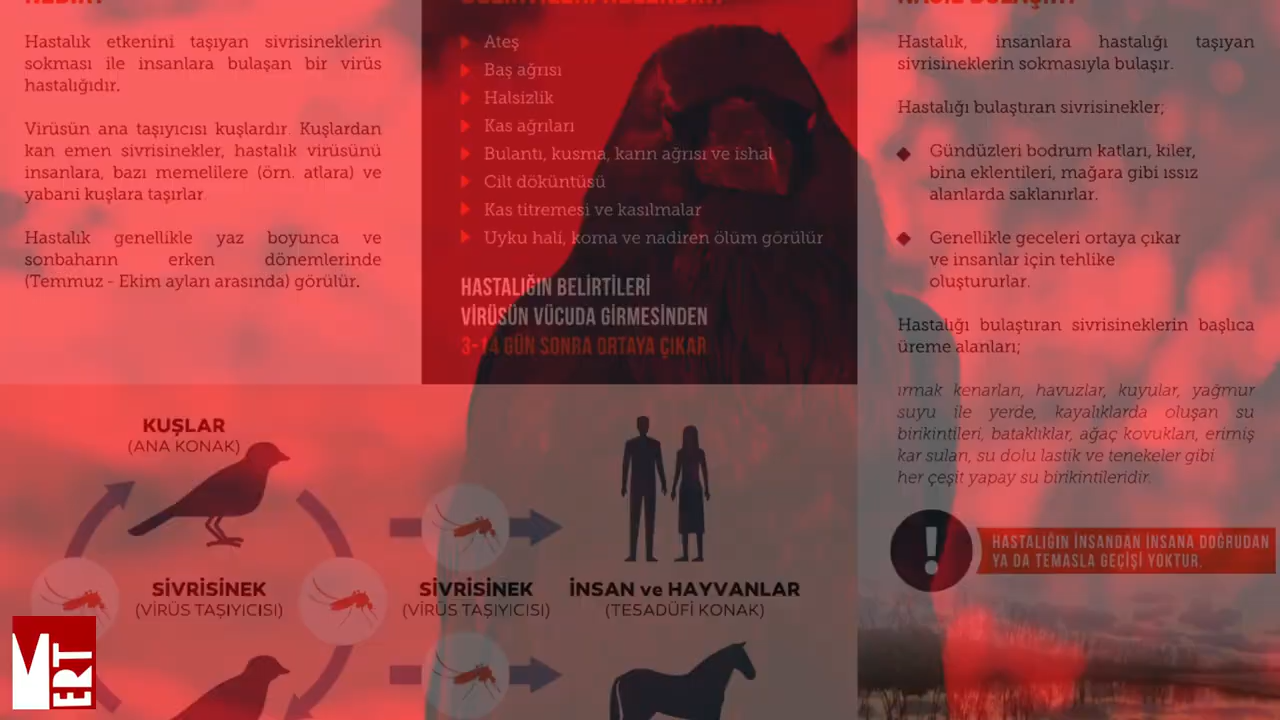 Hastalık etkenini taşıyan sivrisineklerin
sokması ile insanlara bulaşan bir virüs
hastalığıdır.
Virüsün ana taşıyıcısı kuşlardır. Kuşlardan
kan emen sivrisinekler, hastalık virüsünü
insanlara, bazı memelilere (örn. atlara) ve
yabani kuşlara taşırlar.
Hastalık genellikle yaz boyunca ve
sonbaharın erken dönemlerinde
(Temmuz - Ekim ayları arasında) görülür.
Ateş
Baş ağrısı
Halsizlik
Kas ağrıları
Bulantı, kusma, karın ağrısı ve ishal
Cilt döküntüsü
Kas titremesi ve kasılmalar
Uyku hali, koma ve nadiren ölüm görülür
HASTALIĞIN BELİRTİLERİ
VİRÜSÜN VÜCUDA GİRMESİNDEN
3-14 GÜN SONRA ORTAYA ÇIKAR
Hastalık, insanlara hastalığı taşıyan
sivrisineklerin sokmasıyla bulaşır.
Hastalığı bulaştıran sivrisinekler;
Gündüzleri bodrum katları, kiler,
bina eklentileri, mağara gibi ıssız
alanlarda saklanırlar.
Genellikle geceleri ortaya çıkar
ve insanlar için tehlike
oluştururlar.
Hastalığı bulaştıran sivrisineklerin başlıca
üreme alanları;
ırmak kenarları, havuzlar, kuyular, yağmur
suyu ile yerde, kayalıklarda oluşan su
birikintileri, bataklıklar, ağaç kovukları, erimiş
kar suları, su dolu lastik ve tenekeler gibi
her çeşit yapay su birikintileridir.
HASTALIĞIN İNSANDAN İNSANA DOĞRUDAN
YA DA TEMASLA GEÇİŞİ YOKTUR.
KUŞLAR
(ANA KONAK)
SİVRİSİNEK
(VİRÜS TAŞIYICISI)
SİVRİSİNEK
(VİRÜS TAŞIYICISI)
İNSAN ve HAYVANLAR
(TESADÜFİ KONAK)
MERT